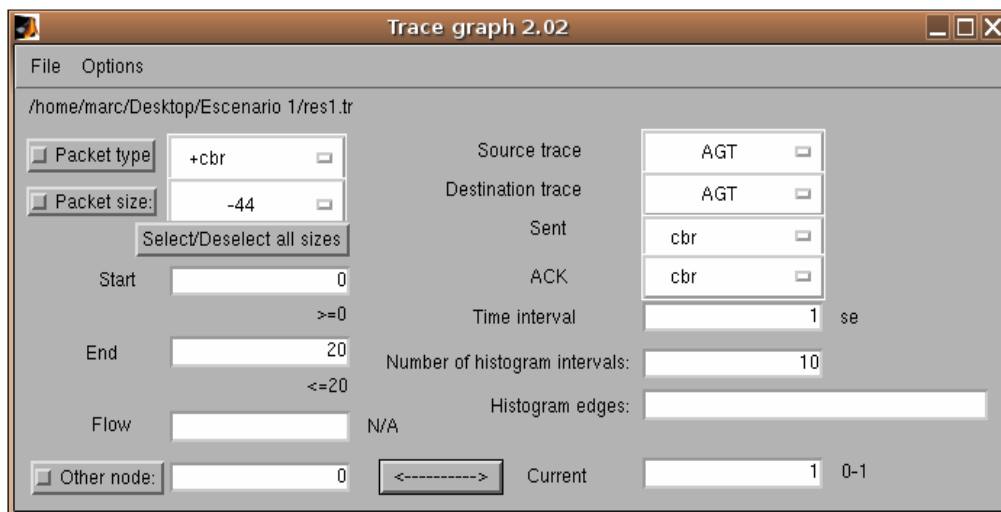 Trace graph 2.02
File Options
/home/marc/Desktop/Escenario 1/res1.tr
Packet type +cbr Source trace AGT
Packet size: -44 Destination trace AGT
Select/Deselect all sizes Sent cbr
Start 0 ACK cbr
>=0 Time interval 1 se
End 20 Number of histogram intervals: 10
<=20 Histogram edges:
Flow N/A
Other node: 0 <----------> Current 1 0-1